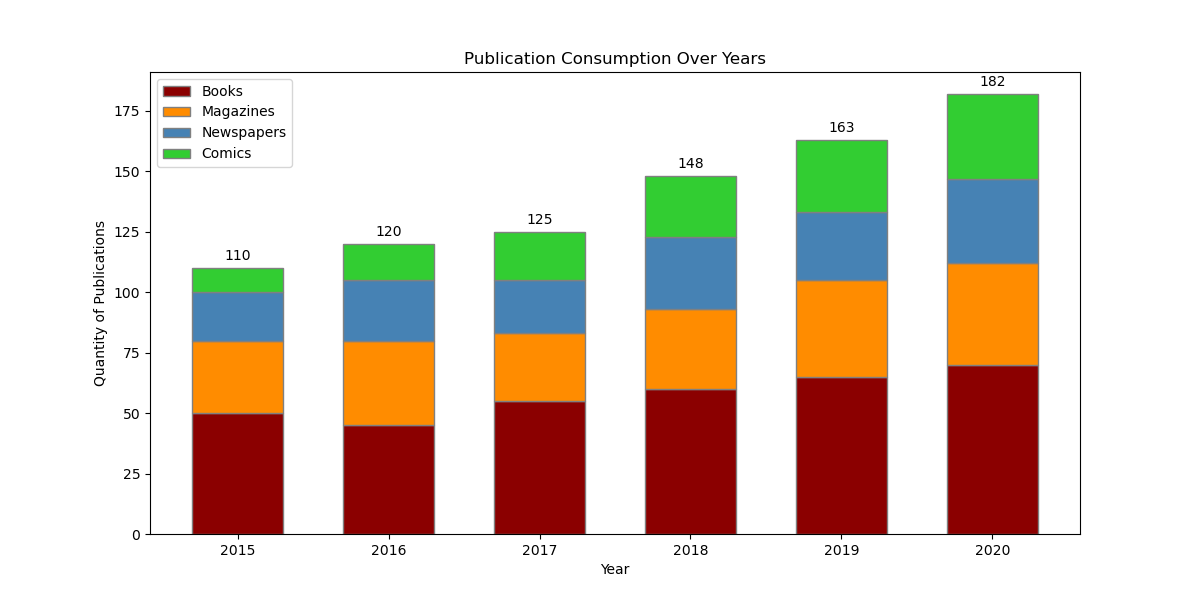 Publication Consumption Over Years
Books
Magazines
Newspapers
Comics
110
120
125
148
163
182
175
150
125
100
75
50
25
0
Quantity of Publications
2015
2016
2017
2018
2019
2020
Year